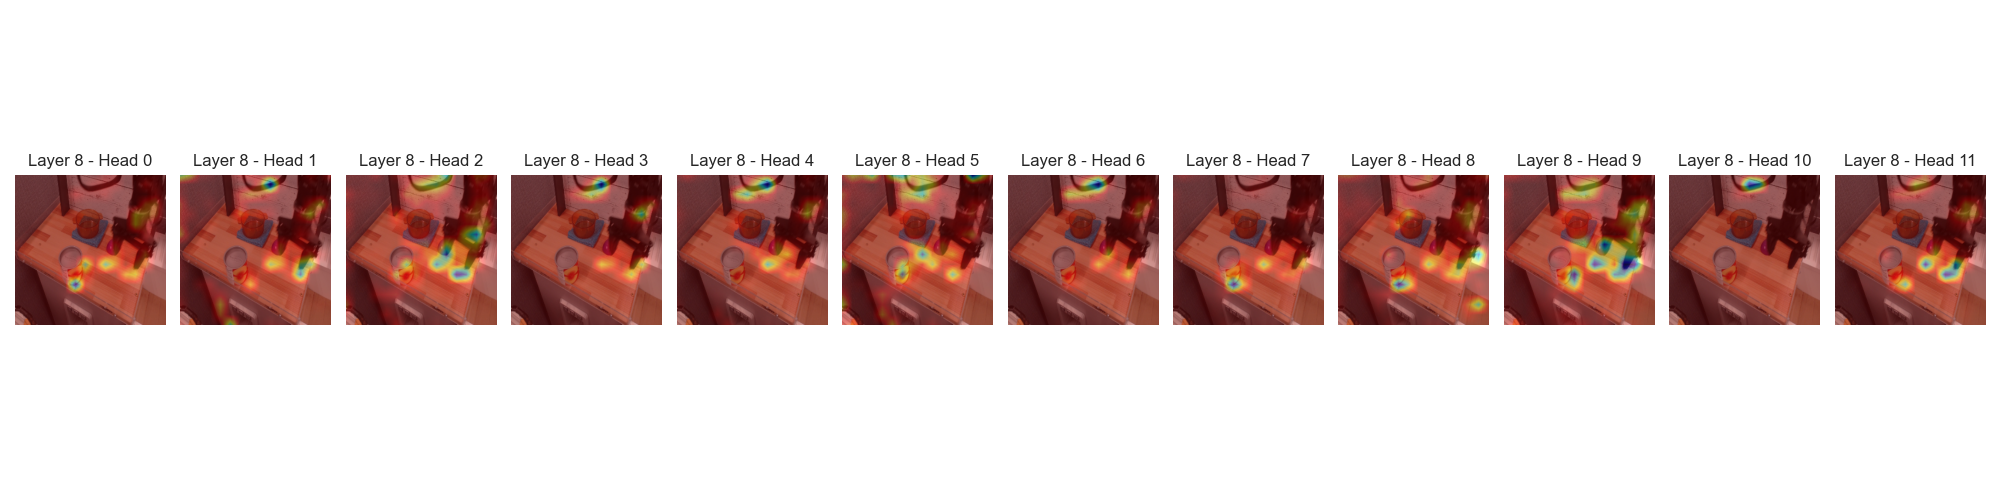 Layer 8 - Head 0
Layer 8 - Head 1
Layer 8 - Head 2
Layer 8 - Head 3
Layer 8 - Head 4
Layer 8 - Head 5
Layer 8 - Head 6
Layer 8 - Head 7
Layer 8 - Head 8
Layer 8 - Head 9
Layer 8 - Head 10
Layer 8 - Head 11